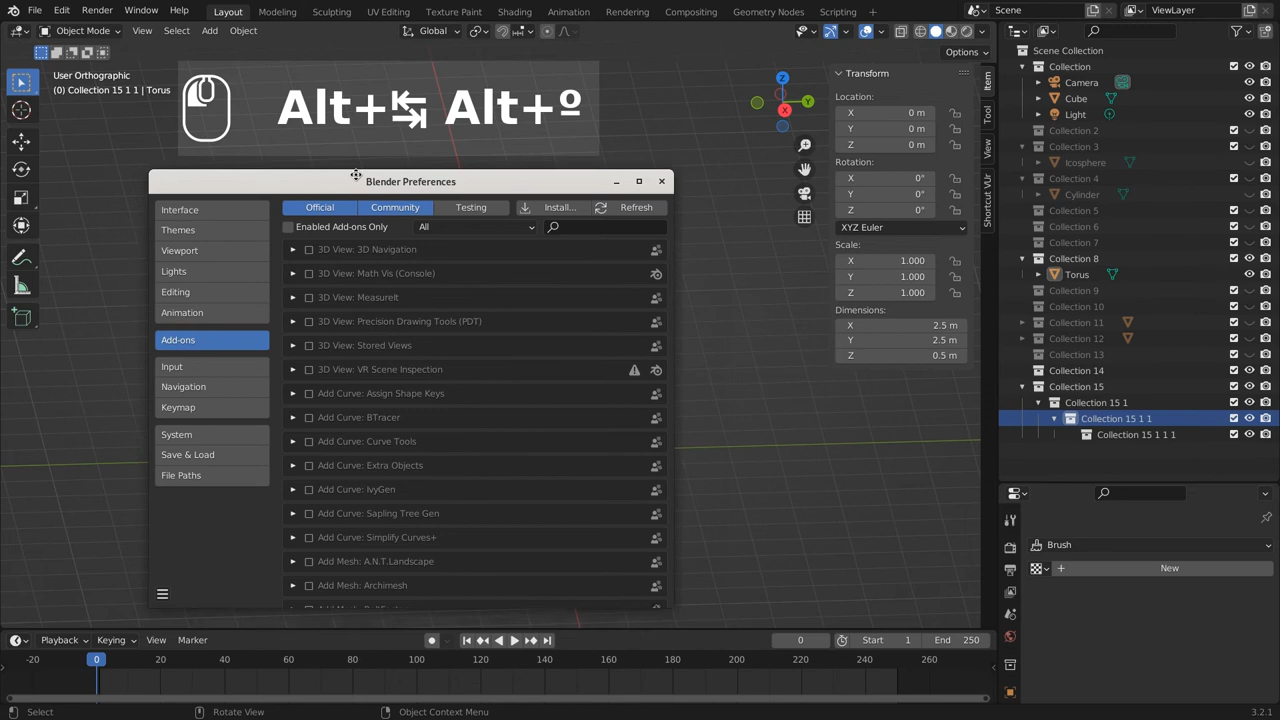 File Edit Render Window Help
Layout Modeling Sculpting UV Editing Texture Paint Shading Animation Rendering Compositing Geometry Nodes Scripting
Scene
ViewLayer
Object Mode View Select Add Object
Global
Options
User Orthographic
(0) Collection 15 1 1 | Torus
Alt+↹ Alt+º
Z
Y
X
Transform
Location:
X 0 m
Y 0 m
Z 0 m
Rotation:
X 0°
Y 0°
Z 0°
XYZ Euler
Scale:
X 1.000
Y 1.000
Z 1.000
Dimensions:
X 2.5 m
Y 2.5 m
Z 0.5 m
Item
Tool
View
Shortcut VUr
Blender Preferences
Interface
Themes
Viewport
Lights
Editing
Animation
Add-ons
Input
Navigation
Keymap
System
Save & Load
File Paths
Official Community Testing Install... Refresh
Enabled Add-ons Only All
3D View: 3D Navigation
3D View: Math Vis (Console)
3D View: MeasureIt
3D View: Precision Drawing Tools (PDT)
3D View: Stored Views
3D View: VR Scene Inspection
Add Curve: Assign Shape Keys
Add Curve: BTracer
Add Curve: Curve Tools
Add Curve: Extra Objects
Add Curve: IvyGen
Add Curve: Sapling Tree Gen
Add Curve: Simplify Curves+
Add Mesh: A.N.T.Landscape
Add Mesh: Archimesh
Scene Collection
Collection
Camera
Cube
Light
Collection 2
Collection 3
Icosphere
Collection 4
Cylinder
Collection 5
Collection 6
Collection 7
Collection 8
Torus
Collection 9
Collection 10
Collection 11
Collection 12
Collection 13
Collection 14
Collection 15
Collection 15 1
Collection 15 1 1
Collection 15 1 1 1
Brush
New
Playback Keying View Marker
0
Start 1
End 250
-20 0 20 40 60 80 100 120 140 160 180 200 220 240 260
Select Rotate View Object Context Menu
3.2.1